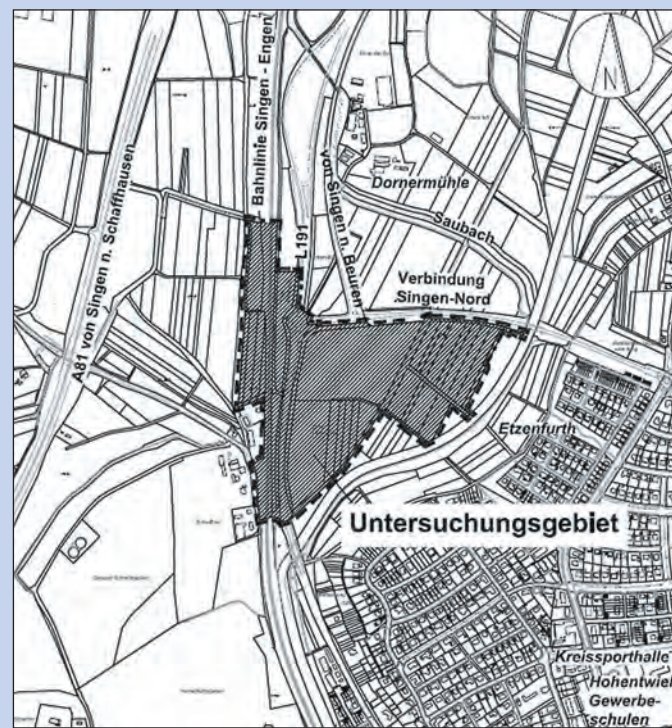 N
Bahnlinie Singen - Engen
A81 von Singen n. Schaffhausen
L191
von Singen n. Beuren
Dornermühle
Saubach
Verbindung
Singen-Nord
Etzenfurth
Untersuchungsgebiet
Kreissporthalle
Hohentwiel
Gewerbe-
schulen